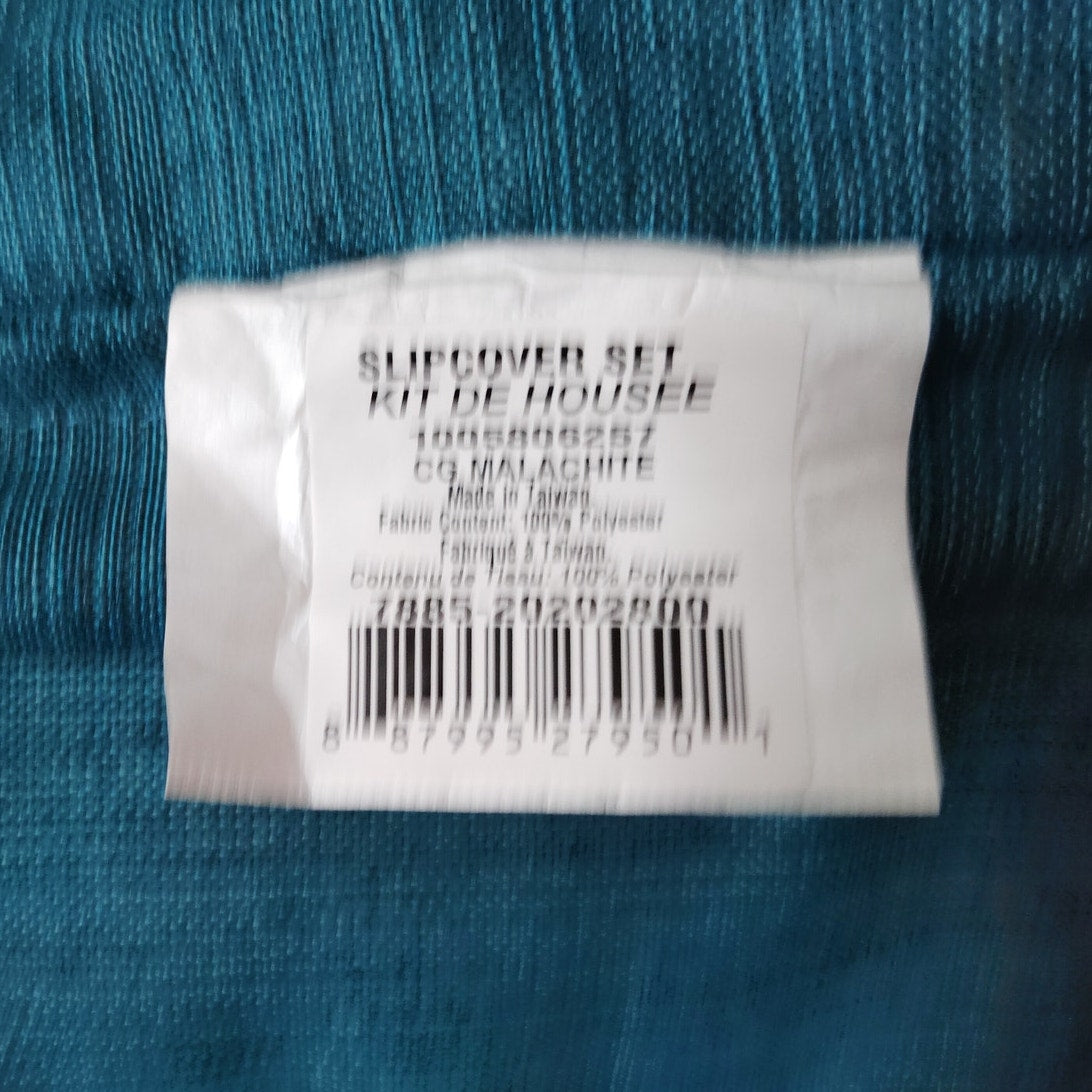 SLIPCOVER SET
KIT DE HOUSEE
1005806257
CG MALACHITE
Made in Taiwan.
Fabric Content: 100% Polyester
Fabriqué à Taiwan.
Contenu de Tissu: 100% Polyester
7885-20202800
8 87995 27950 1